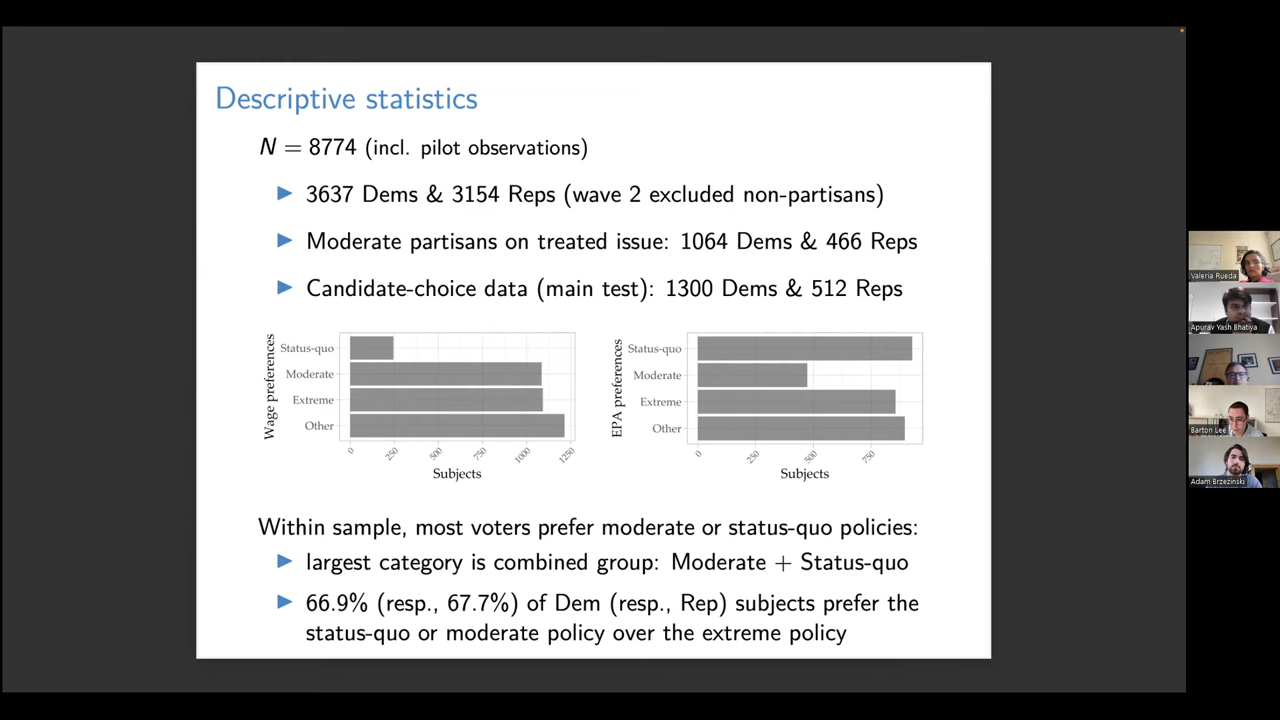 Descriptive statistics
N = 8774 (incl. pilot observations)
3637 Dems & 3154 Reps (wave 2 excluded non-partisans)
Moderate partisans on treated issue: 1064 Dems & 466 Reps
Candidate-choice data (main test): 1300 Dems & 512 Reps
Wage preferences
Status-quo
Moderate
Extreme
Other
0 250 500 750 1000 1250
Subjects
EPA preferences
Status-quo
Moderate
Extreme
Other
0 250 500 750
Subjects
Within sample, most voters prefer moderate or status-quo policies:
largest category is combined group: Moderate + Status-quo
66.9% (resp., 67.7%) of Dem (resp., Rep) subjects prefer the
status-quo or moderate policy over the extreme policy
Valeria Rueda
Apurav Yash Bhatiya
Barton Lee
Adam Brzezinski